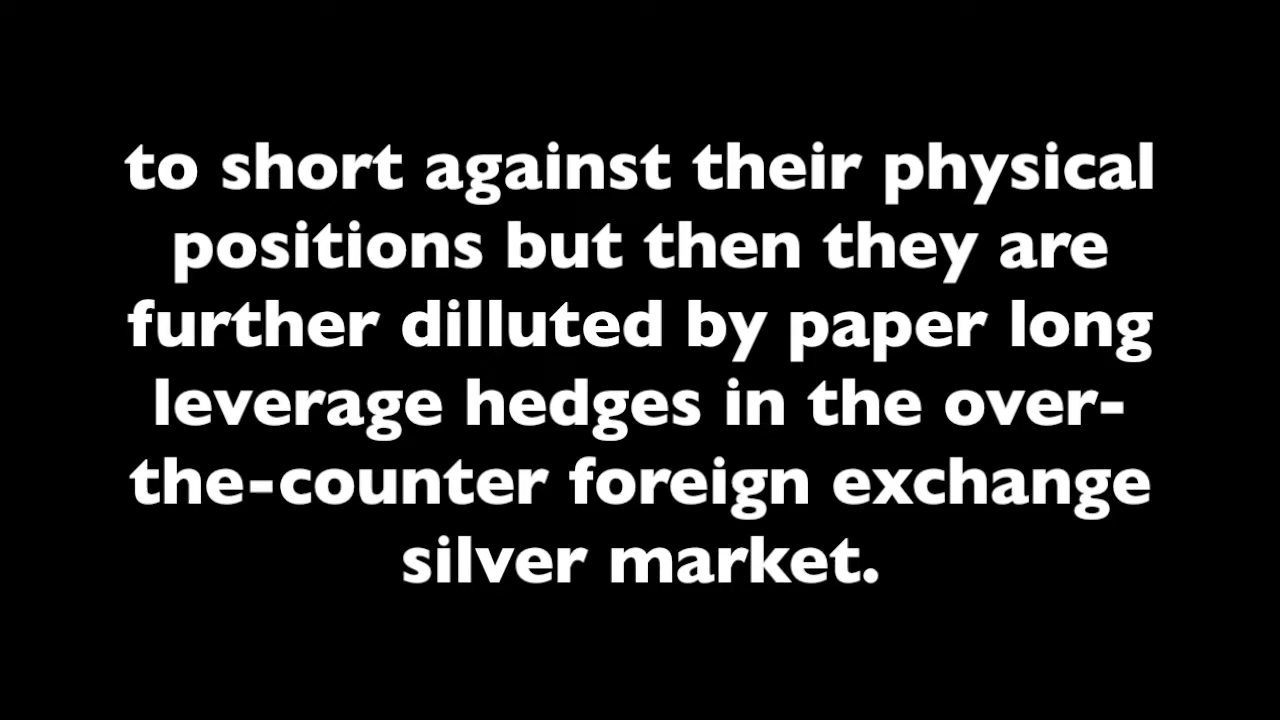 to short against their physical
positions but then they are
further dilluted by paper long
leverage hedges in the over-
the-counter foreign exchange
silver market.